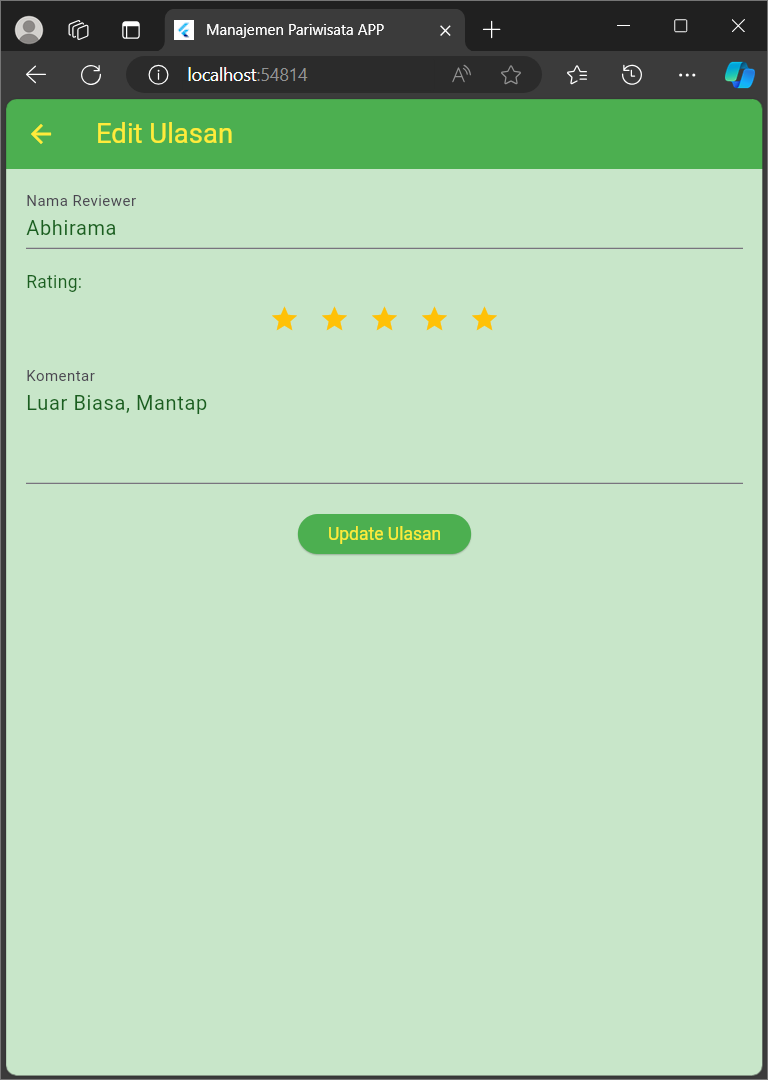 Manajemen Pariwisata APP
localhost:54814
Edit Ulasan
Nama Reviewer
Abhirama
Rating:
Komentar
Luar Biasa, Mantap
Update Ulasan